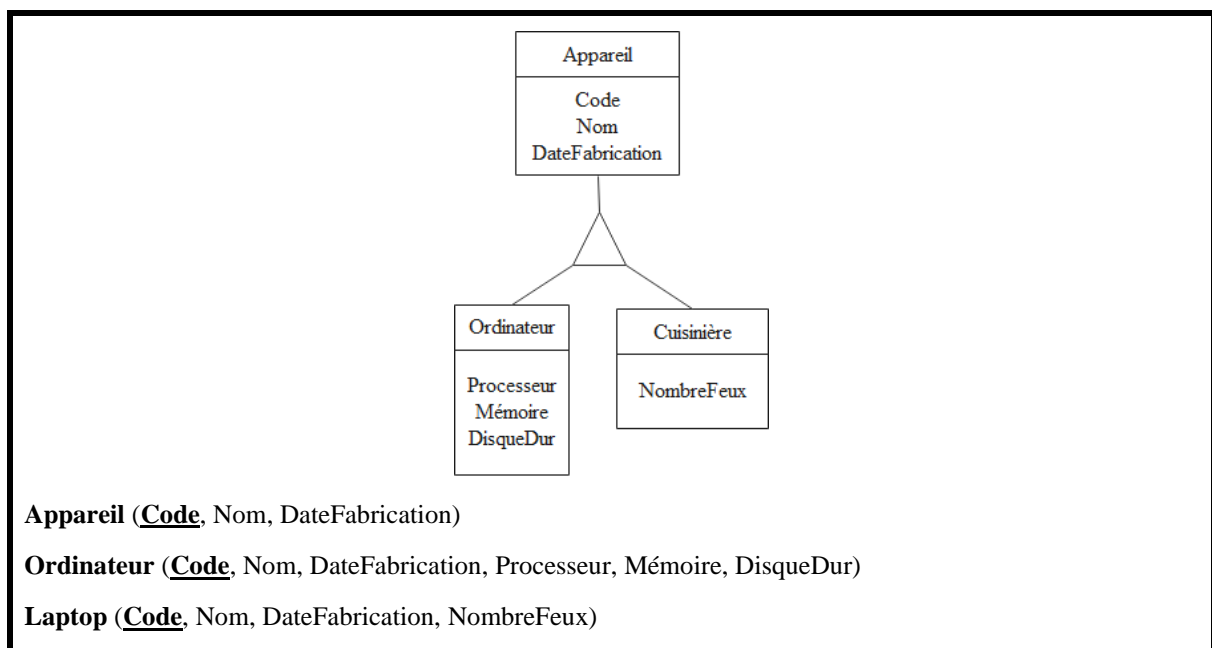 Appareil
Code
Nom
DateFabrication
Ordinateur
Processeur
Mémoire
DisqueDur
Cuisinière
NombreFeux
Appareil (Code, Nom, DateFabrication)
Ordinateur (Code, Nom, DateFabrication, Processeur, Mémoire, DisqueDur)
Laptop (Code, Nom, DateFabrication, NombreFeux)